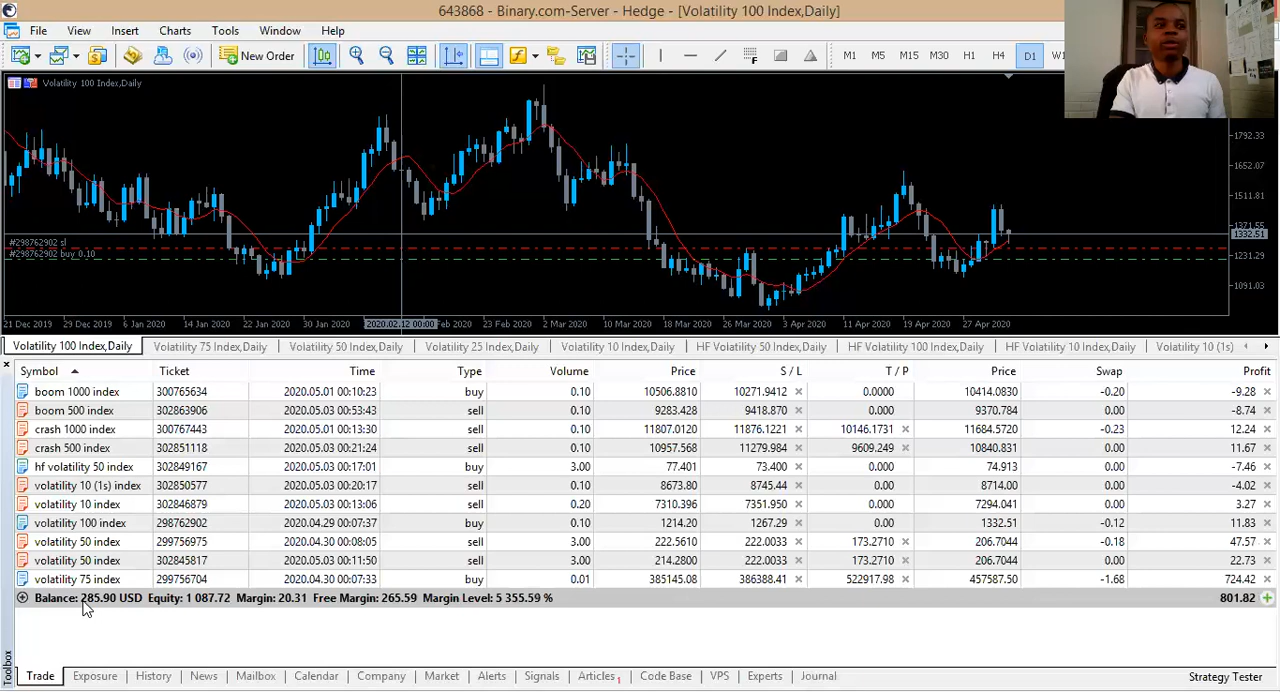 643868 - Binary.com-Server - Hedge - [Volatility 100 Index,Daily]
File View Insert Charts Tools Window Help
New Order M1 M5 M15 M30 H1 H4 D1 W1
Volatility 100 Index,Daily
1792.33
1652.07
1511.81
1371.55
1332.51
1231.29
1091.03
#298762902 sl
#298762902 buy 0.10
21 Dec 2019 29 Dec 2019 6 Jan 2020 14 Jan 2020 22 Jan 2020 30 Jan 2020 2020.02.12 00:00 Feb 2020 23 Feb 2020 2 Mar 2020 10 Mar 2020 18 Mar 2020 26 Mar 2020 3 Apr 2020 11 Apr 2020 19 Apr 2020 27 Apr 2020
Volatility 100 Index,Daily Volatility 75 Index,Daily Volatility 50 Index,Daily Volatility 25 Index,Daily Volatility 10 Index,Daily HF Volatility 50 Index,Daily HF Volatility 100 Index,Daily HF Volatility 10 Index,Daily Volatility 10 (1s)
Symbol Ticket Time Type Volume Price S / L T / P Price Swap Profit
boom 1000 index 300765634 2020.05.01 00:10:23 buy 0.10 10506.8810 10271.9412 0.0000 10414.0830 -0.20 -9.28
boom 500 index 302863906 2020.05.03 00:53:43 sell 0.10 9283.428 9418.870 0.000 9370.784 0.00 -8.74
crash 1000 index 300767443 2020.05.01 00:13:30 sell 0.10 11807.0120 11876.1221 10146.1731 11684.5720 -0.23 12.24
crash 500 index 302851118 2020.05.03 00:21:24 sell 0.10 10957.568 11279.984 9609.249 10840.831 0.00 11.67
hf volatility 50 index 302849167 2020.05.03 00:17:01 buy 3.00 77.401 73.400 0.000 74.913 0.00 -7.46
volatility 10 (1s) index 302850577 2020.05.03 00:20:17 sell 0.10 8673.80 8745.44 0.00 8714.00 0.00 -4.02
volatility 10 index 302846879 2020.05.03 00:13:06 sell 0.20 7310.396 7351.950 0.000 7294.041 0.00 3.27
volatility 100 index 298762902 2020.04.29 00:07:37 buy 0.10 1214.20 1267.29 0.00 1332.51 -0.12 11.83
volatility 50 index 299756975 2020.04.30 00:08:05 sell 3.00 222.5610 222.0033 173.2710 206.7044 -0.18 47.57
volatility 50 index 302845817 2020.05.03 00:11:50 sell 3.00 214.2800 222.0033 173.2710 206.7044 0.00 22.73
volatility 75 index 299756704 2020.04.30 00:07:33 buy 0.01 385145.08 386388.41 522917.98 457587.50 -1.68 724.42
Balance: 285.90 USD Equity: 1 087.72 Margin: 20.31 Free Margin: 265.59 Margin Level: 5 355.59 % 801.82
Toolbox
Trade Exposure History News Mailbox Calendar Company Market Alerts Signals Articles 1 Code Base VPS Experts Journal Strategy Tester